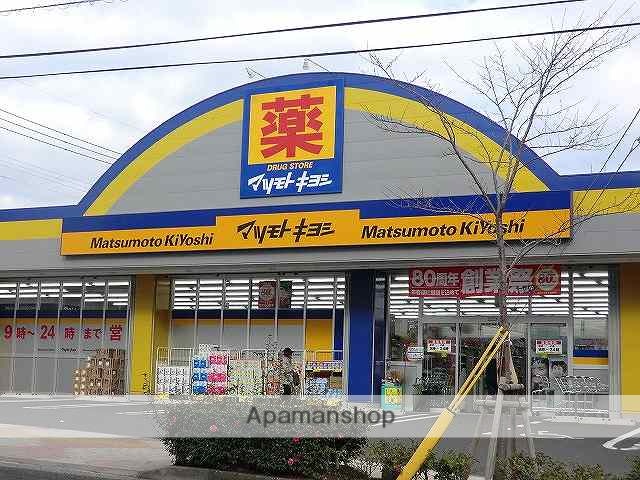 薬
DRUG STORE
マツモトキヨシ
Matsumoto KiYoshi マツモトキヨシ Matsumoto KiYoshi
80周年 創業祭
9時〜24時まで営
Apamanshop